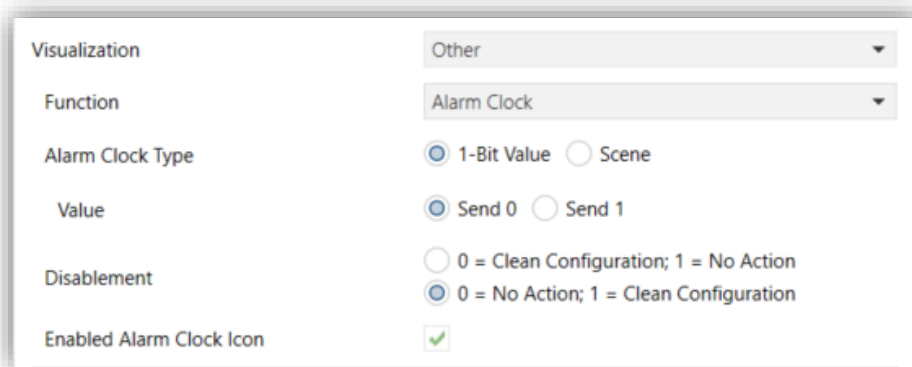 Visualization Other
Function Alarm Clock
Alarm Clock Type 1-Bit Value Scene
Value Send 0 Send 1
0 = Clean Configuration; 1 = No Action
Disablement
0 = No Action; 1 = Clean Configuration
Enabled Alarm Clock Icon